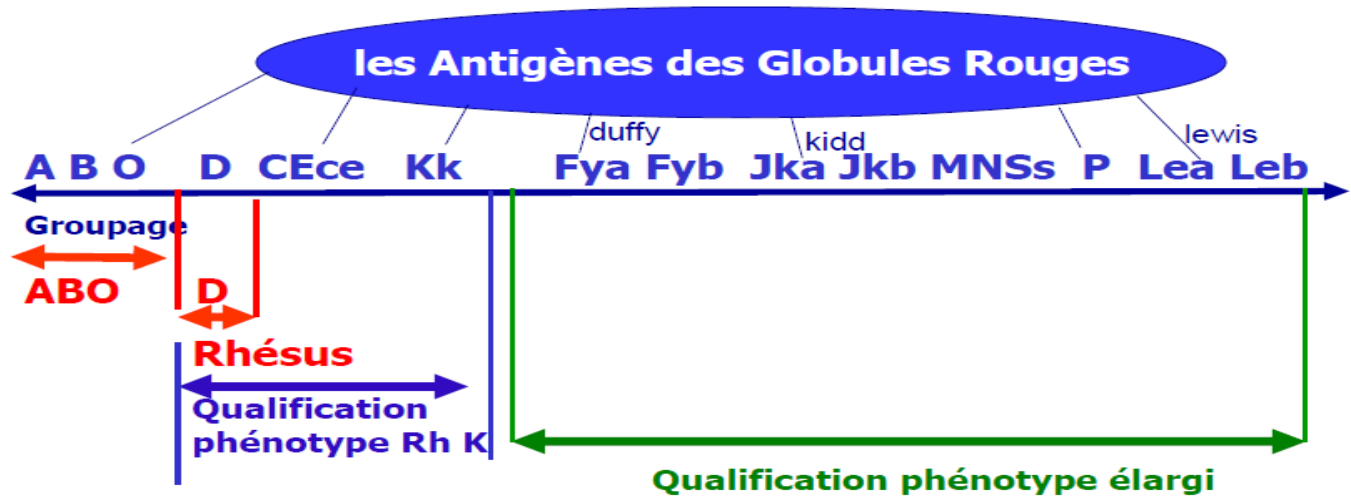 les Antigènes des Globules Rouges
duffy kidd lewis
A B O D CEce Kk Fya Fyb Jka Jkb MNSs P Lea Leb
Groupage
ABO D
Rhésus
Qualification
phénotype Rh K
Qualification phénotype élargi